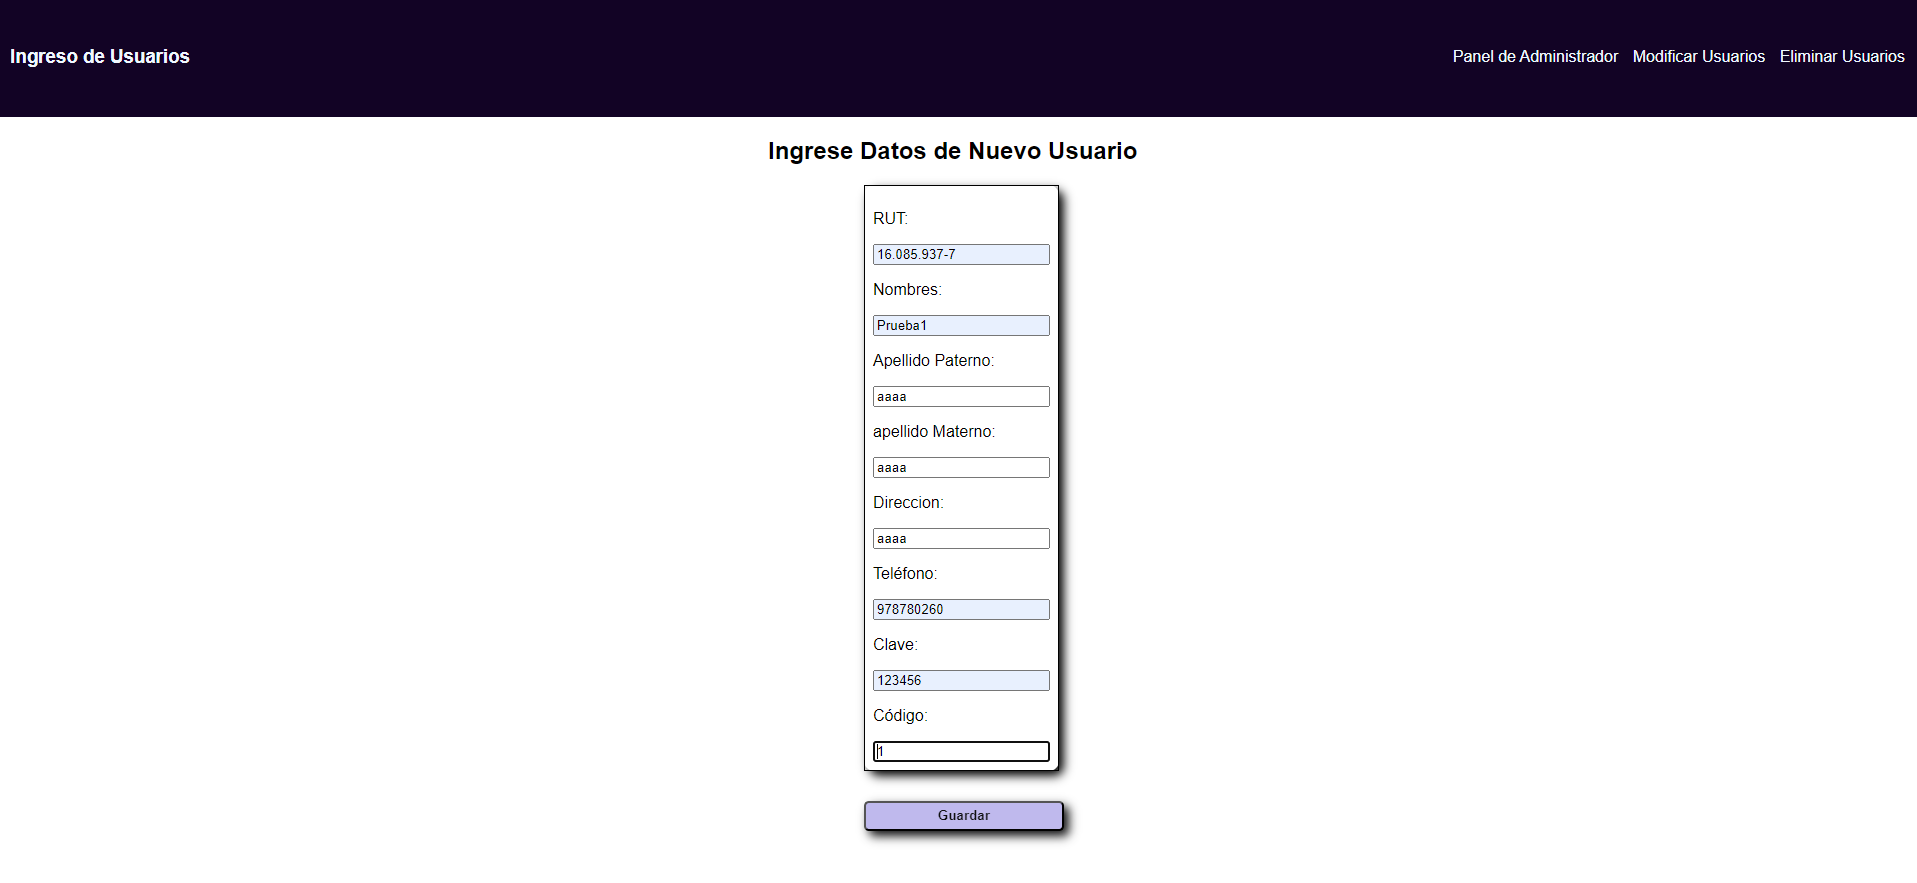 Ingreso de Usuarios
Panel de Administrador Modificar Usuarios Eliminar Usuarios
Ingrese Datos de Nuevo Usuario
RUT:
16.085.937-7
Nombres:
Prueba1
Apellido Paterno:
aaaa
apellido Materno:
aaaa
Direccion:
aaaa
Teléfono:
978780260
Clave:
123456
Código:
1
Guardar